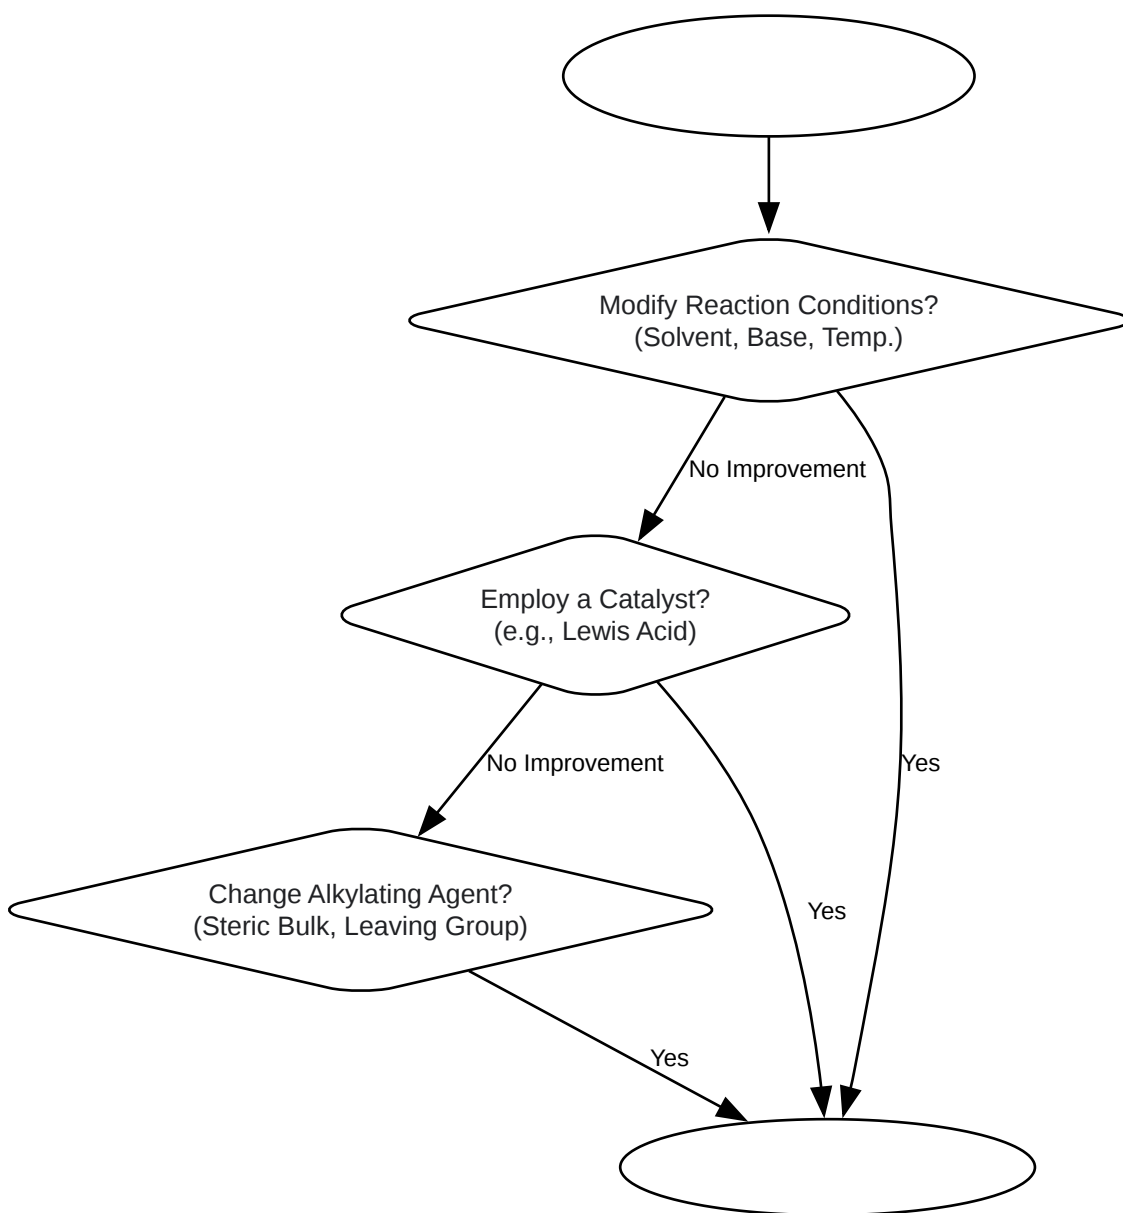 Modify Reaction Conditions?
(Solvent, Base, Temp.)
No Improvement
Employ a Catalyst?
(e.g., Lewis Acid)
No Improvement
Yes
Change Alkylating Agent?
(Steric Bulk, Leaving Group)
Yes
Yes